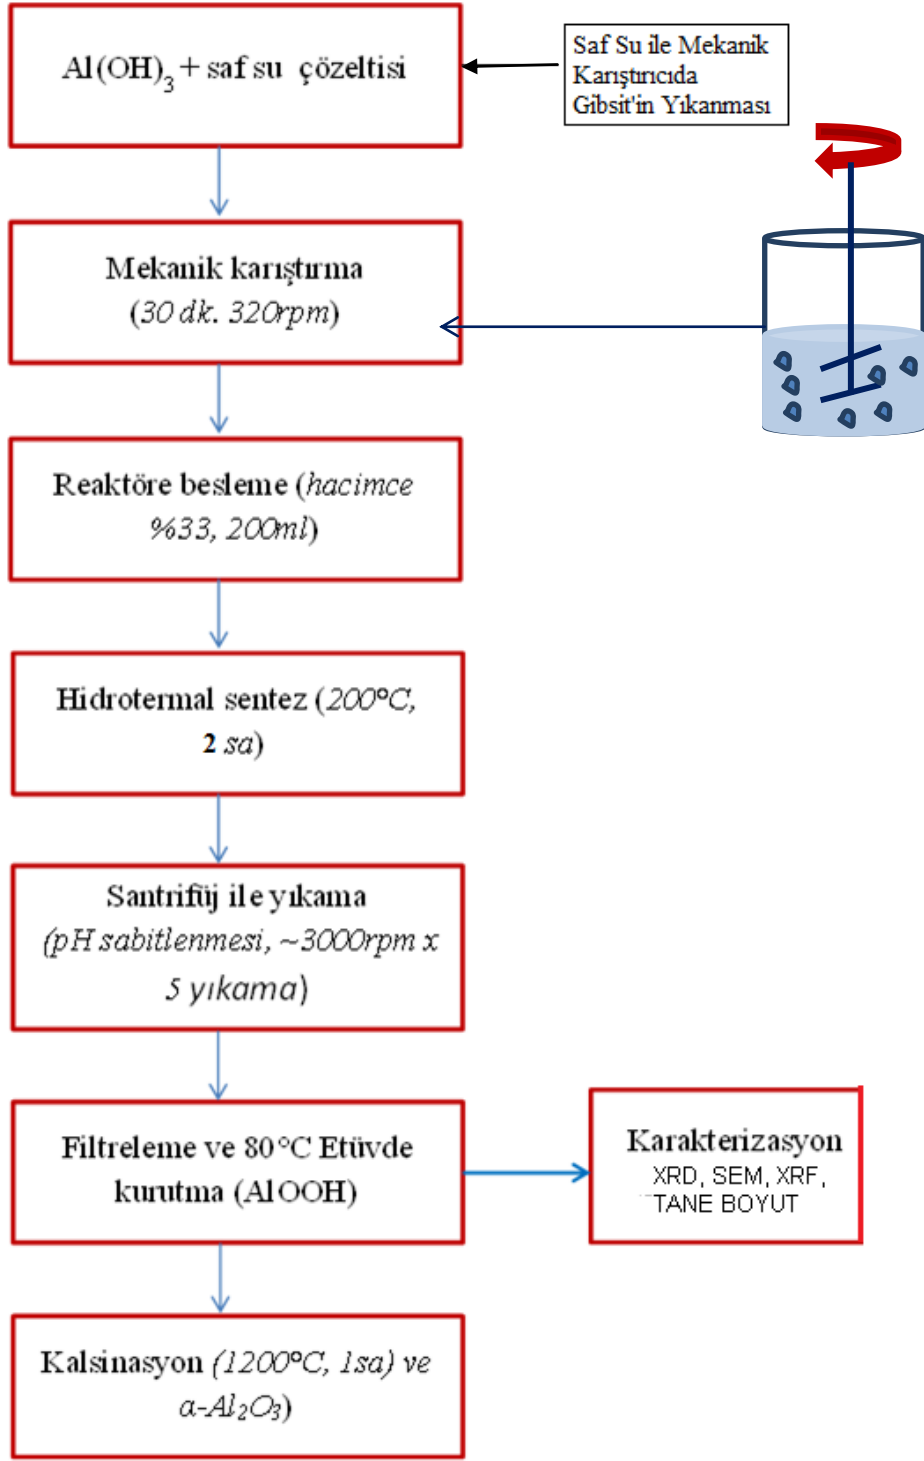 Al(OH)₃ + saf su çözeltisi
Saf Su ile Mekanik
Karıştırıcıda
Gibsit'in Yıkanması
Mekanik karıştırma
(30 dk. 320rpm)
Reaktöre besleme (hacimce
%33, 200ml)
Hidrotermal sentez (200°C,
2 sa)
Santrifüj ile yıkama
(pH sabitlenmesi, ~3000rpm x
5 yıkama)
Filtreleme ve 80°C Etüvde
kurutma (AlOOH)
Karakterizasyon
XRD, SEM, XRF,
TANE BOYUT
Kalsinasyon (1200°C, 1sa) ve
α-Al₂O₃)